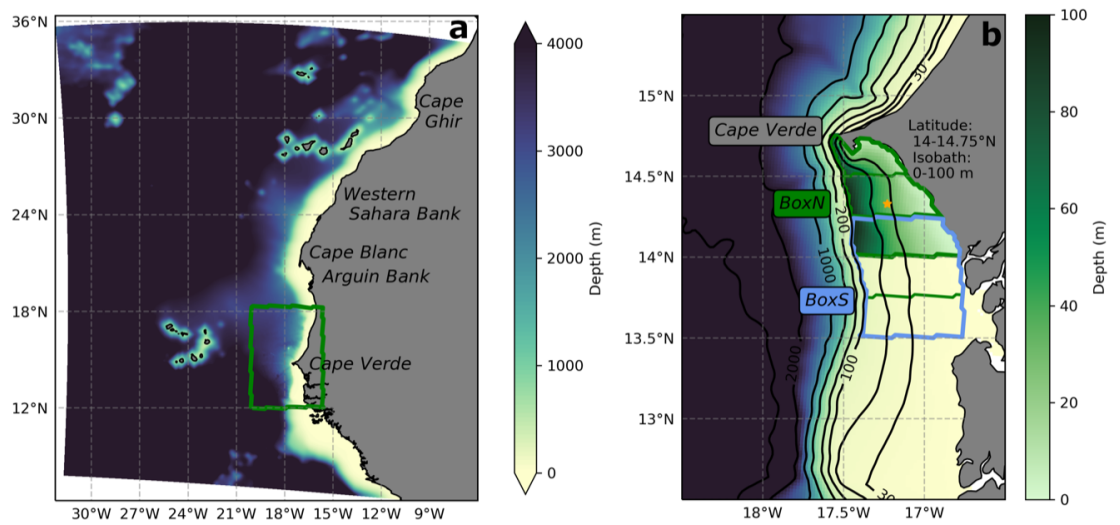 a
36°N
30°N
24°N
18°N
12°N
30°W 27°W 24°W 21°W 18°W 15°W 12°W 9°W
Cape
Ghir
Western
Sahara Bank
Cape Blanc
Arguin Bank
Cape Verde
4000
3000
2000
1000
0
Depth (m)
b
15°N
14.5°N
14°N
13.5°N
13°N
18°W 17.5°W 17°W
30
Cape Verde
Latitude:
14-14.75°N
Isobath:
0-100 m
BoxN
200
1000
BoxS
2000
100
30
100
80
60
40
20
0
Depth (m)